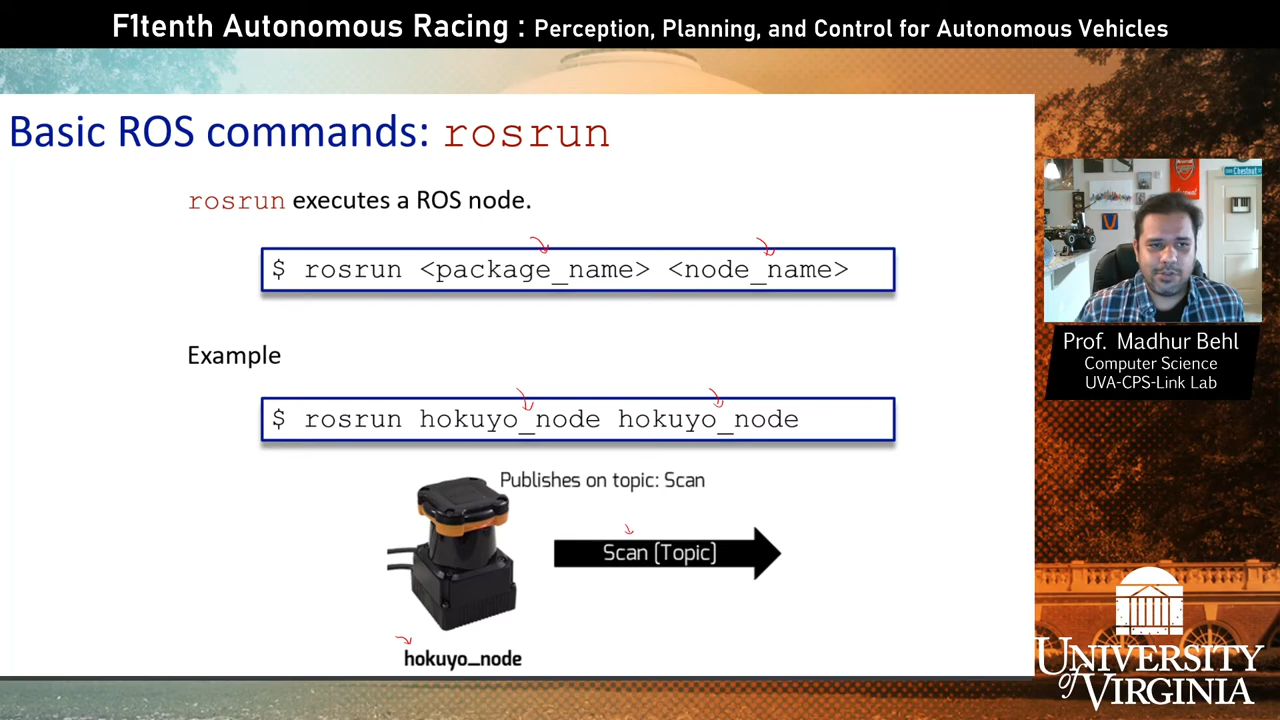 F1tenth Autonomous Racing : Perception, Planning, and Control for Autonomous Vehicles
Basic ROS commands: rosrun
rosrun executes a ROS node.
$ rosrun <package_name> <node_name>
Example
$ rosrun hokuyo_node hokuyo_node
Publishes on topic: Scan
Scan [Topic]
hokuyo_node
Chestnut
Arsenal
Prof. Madhur Behl
Computer Science
UVA-CPS-Link Lab
UNIVERSITY
of VIRGINIA